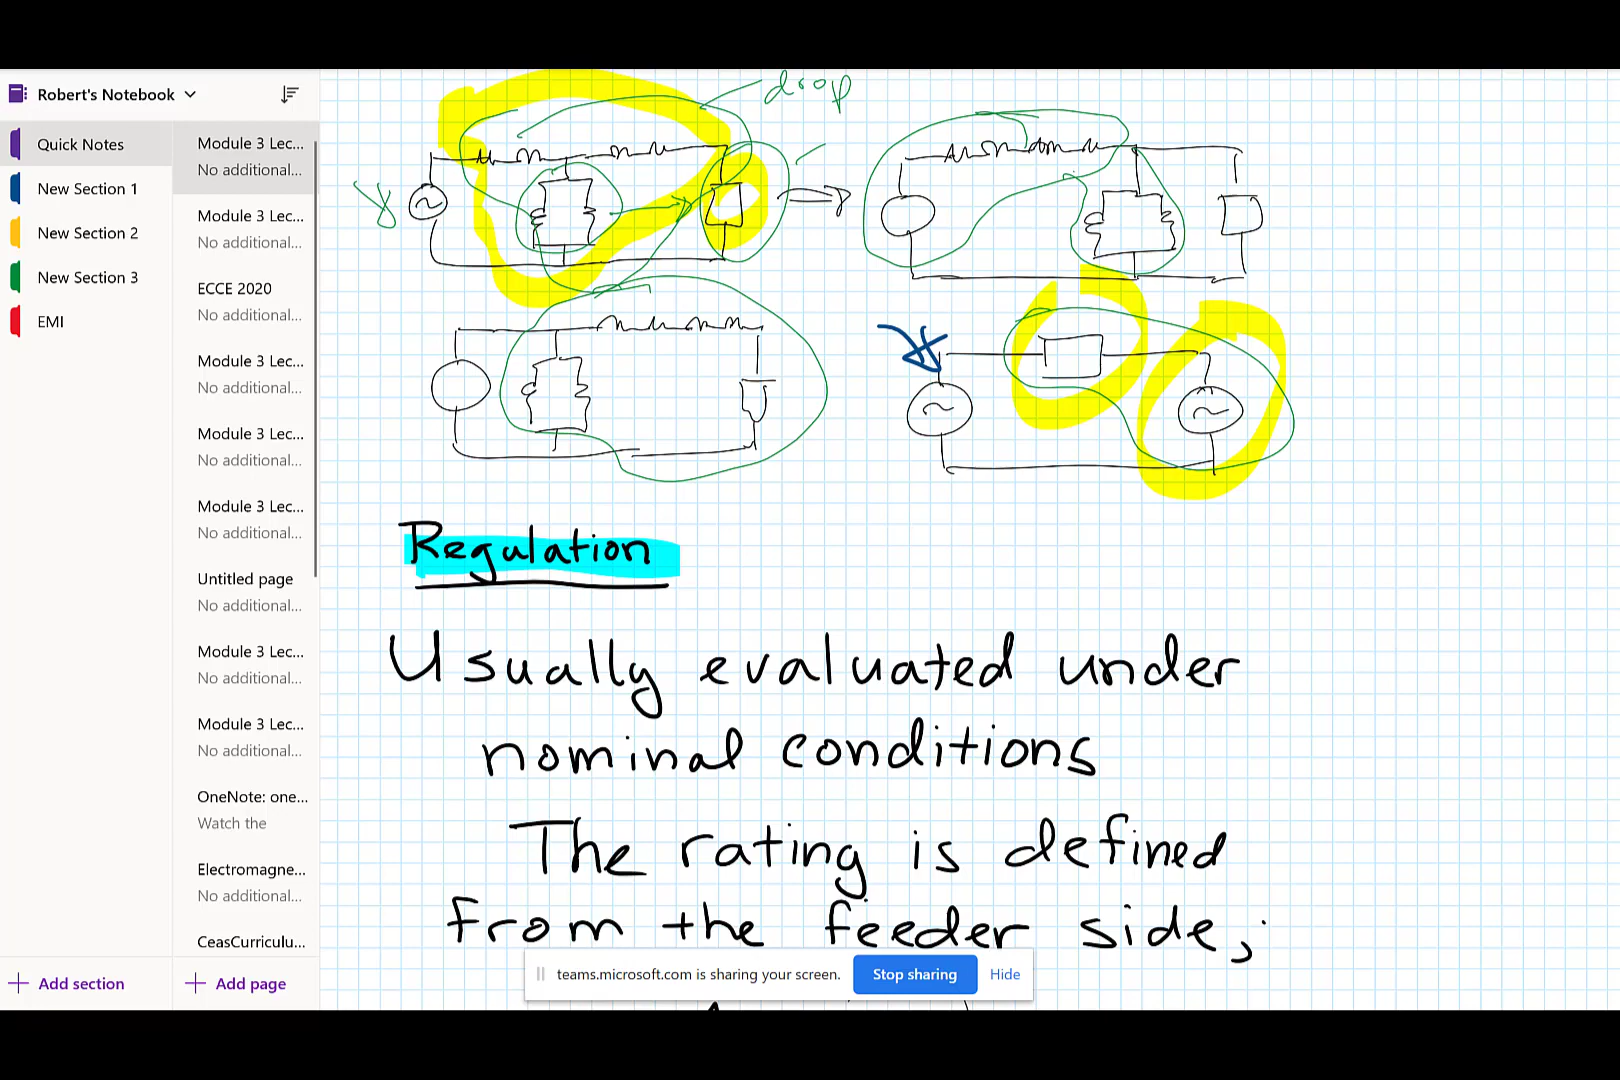 Robert's Notebook
Quick Notes
New Section 1
New Section 2
New Section 3
EMI
Add section
Module 3 Lec...
No additional...
Module 3 Lec...
No additional...
ECCE 2020
No additional...
Module 3 Lec...
No additional...
Module 3 Lec...
No additional...
Module 3 Lec...
No additional...
Untitled page
No additional...
Module 3 Lec...
No additional...
Module 3 Lec...
No additional...
OneNote: one...
Watch the
Electromagne...
No additional...
CeasCurriculu...
Add page
drop
Regulation
Usually evaluated under
nominal conditions
The rating is defined
from the feeder side,
teams.microsoft.com is sharing your screen.
Stop sharing
Hide